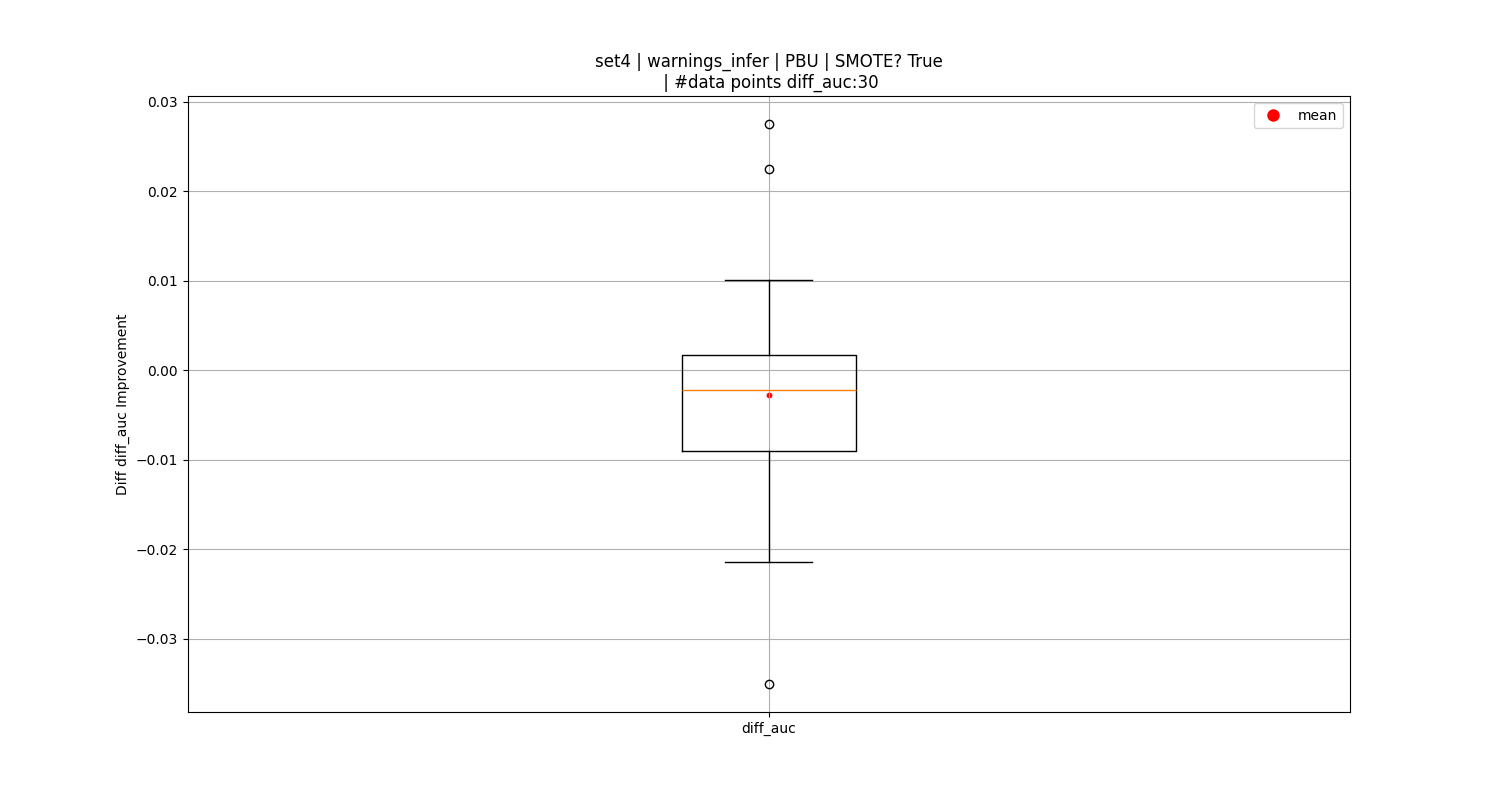 set4 | warnings_infer | PBU | SMOTE? True
| #data points diff_auc:30
mean
0.03
0.02
0.01
0.00
−0.01
−0.02
−0.03
Diff diff_auc Improvement
diff_auc